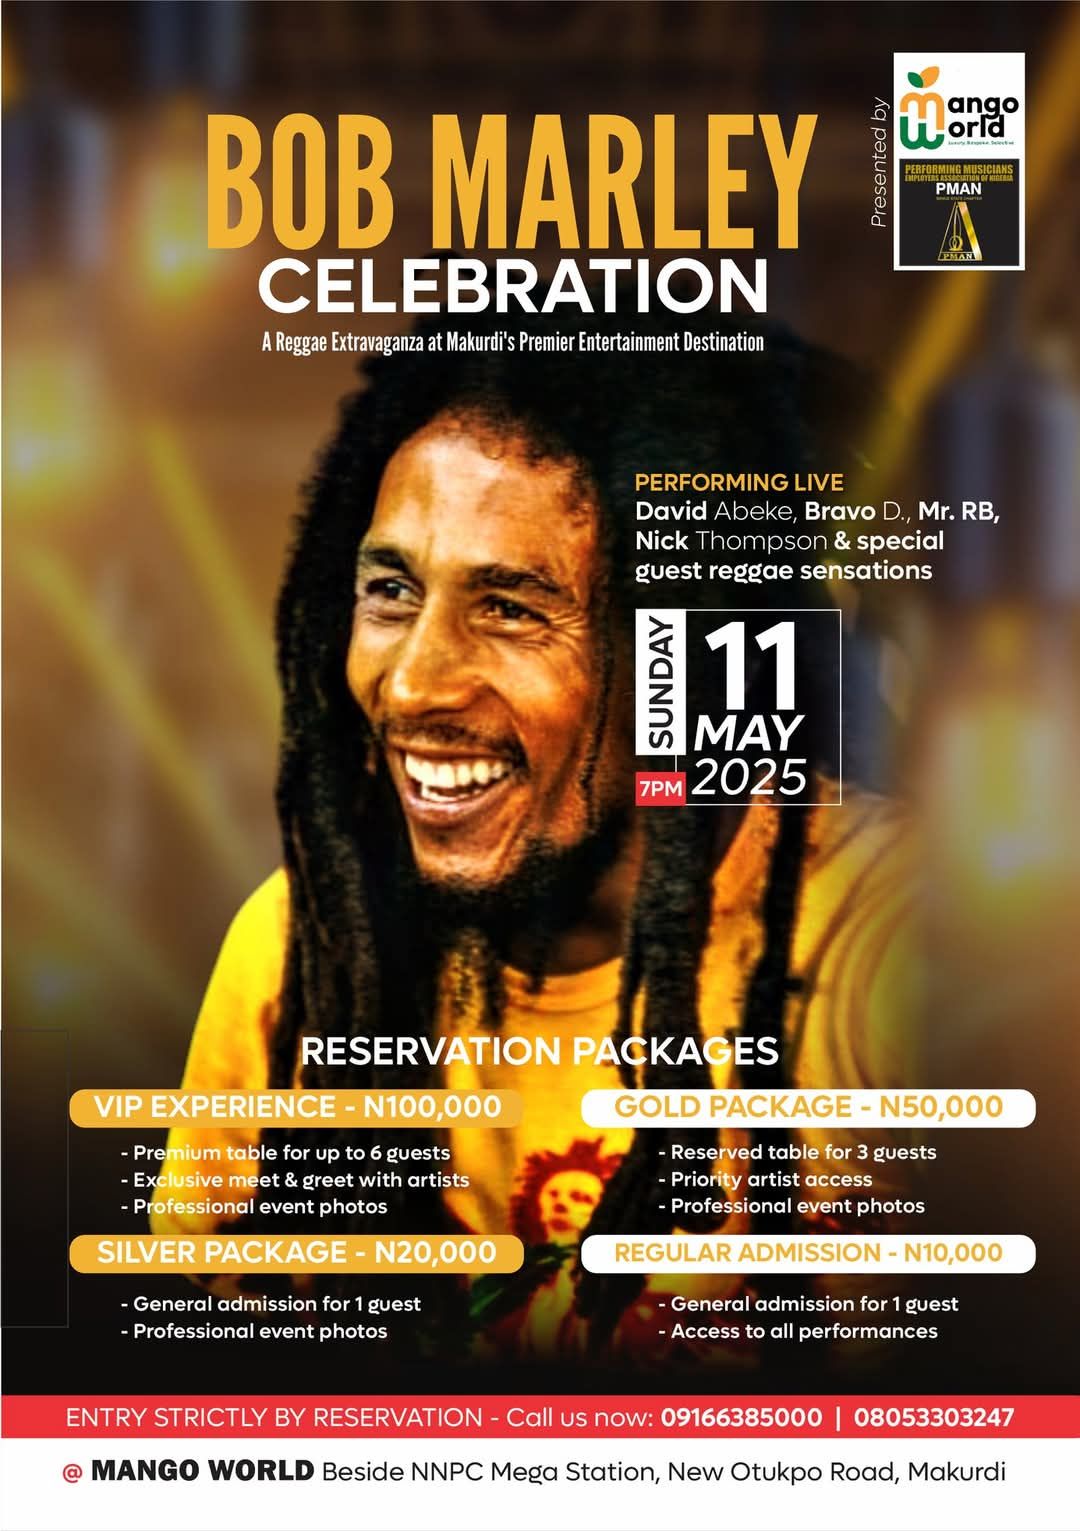 Presented by
Mango
World
Luxury. Bespoke. Selective
PERFORMING MUSICIANS
EMPLOYERS ASSOCIATION OF NIGERIA
PMAN
BENUE STATE CHAPTER
PMAN
BOB MARLEY
CELEBRATION
A Reggae Extravaganza at Makurdi's Premier Entertainment Destination
PERFORMING LIVE
David Abeke, Bravo D., Mr. RB,
Nick Thompson & special
guest reggae sensations
SUNDAY
11
MAY
7PM
2025
RESERVATION PACKAGES
VIP EXPERIENCE - N100,000
- Premium table for up to 6 guests
- Exclusive meet & greet with artists
- Professional event photos
GOLD PACKAGE - N50,000
- Reserved table for 3 guests
- Priority artist access
- Professional event photos
SILVER PACKAGE - N20,000
- General admission for 1 guest
- Professional event photos
REGULAR ADMISSION - N10,000
- General admission for 1 guest
- Access to all performances
ENTRY STRICTLY BY RESERVATION - Call us now: 09166385000 | 08053303247
@ MANGO WORLD Beside NNPC Mega Station, New Otukpo Road, Makurdi